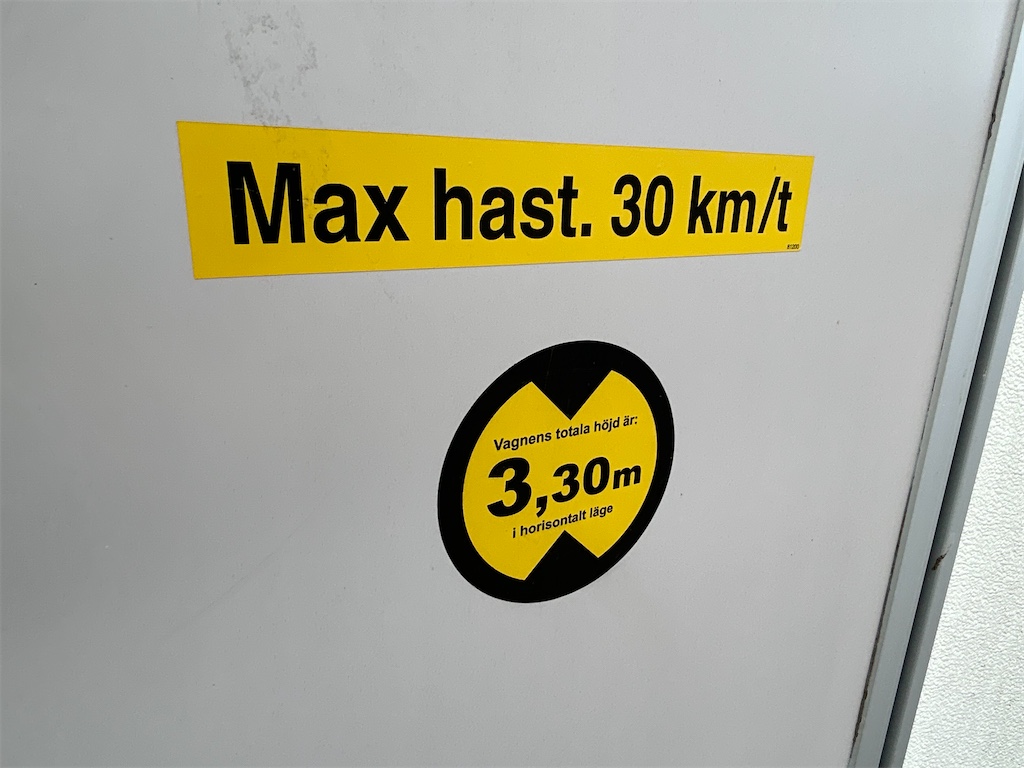 Max hast. 30 km/t
Vagnens totala höjd är:
3,30m
i horisontalt läge